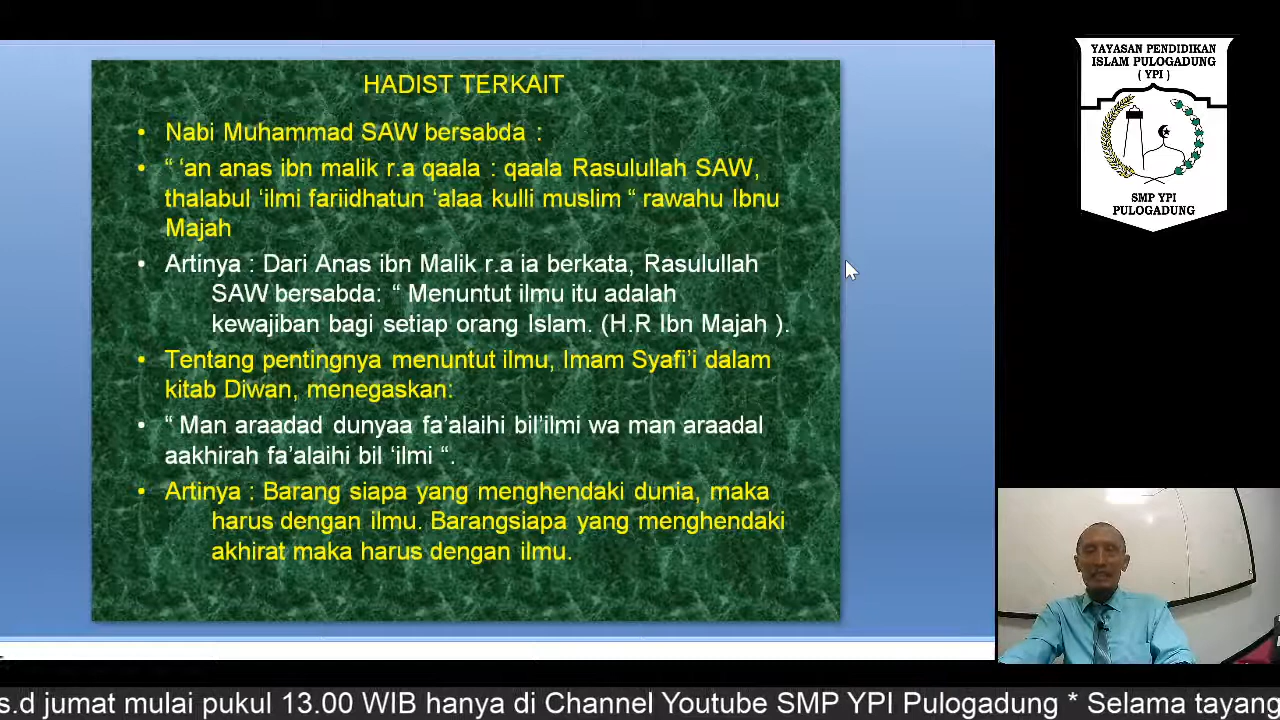 HADIST TERKAIT
• Nabi Muhammad SAW bersabda :
• “ ‘an anas ibn malik r.a qaala : qaala Rasulullah SAW,
thalabul ‘ilmi fariidhatun ‘alaa kulli muslim “ rawahu Ibnu
Majah
• Artinya : Dari Anas ibn Malik r.a ia berkata, Rasulullah
SAW bersabda: “ Menuntut ilmu itu adalah
kewajiban bagi setiap orang Islam. (H.R Ibn Majah ).
• Tentang pentingnya menuntut ilmu, Imam Syafi’i dalam
kitab Diwan, menegaskan:
• “ Man araadad dunyaa fa’alaihi bil’ilmi wa man araadal
aakhirah fa’alaihi bil ‘ilmi “.
• Artinya : Barang siapa yang menghendaki dunia, maka
harus dengan ilmu. Barangsiapa yang menghendaki
akhirat maka harus dengan ilmu.
YAYASAN PENDIDIKAN
ISLAM PULOGADUNG
( YPI )
SMP YPI
PULOGADUNG
s.d jumat mulai pukul 13.00 WIB hanya di Channel Youtube SMP YPI Pulogadung * Selama tayang